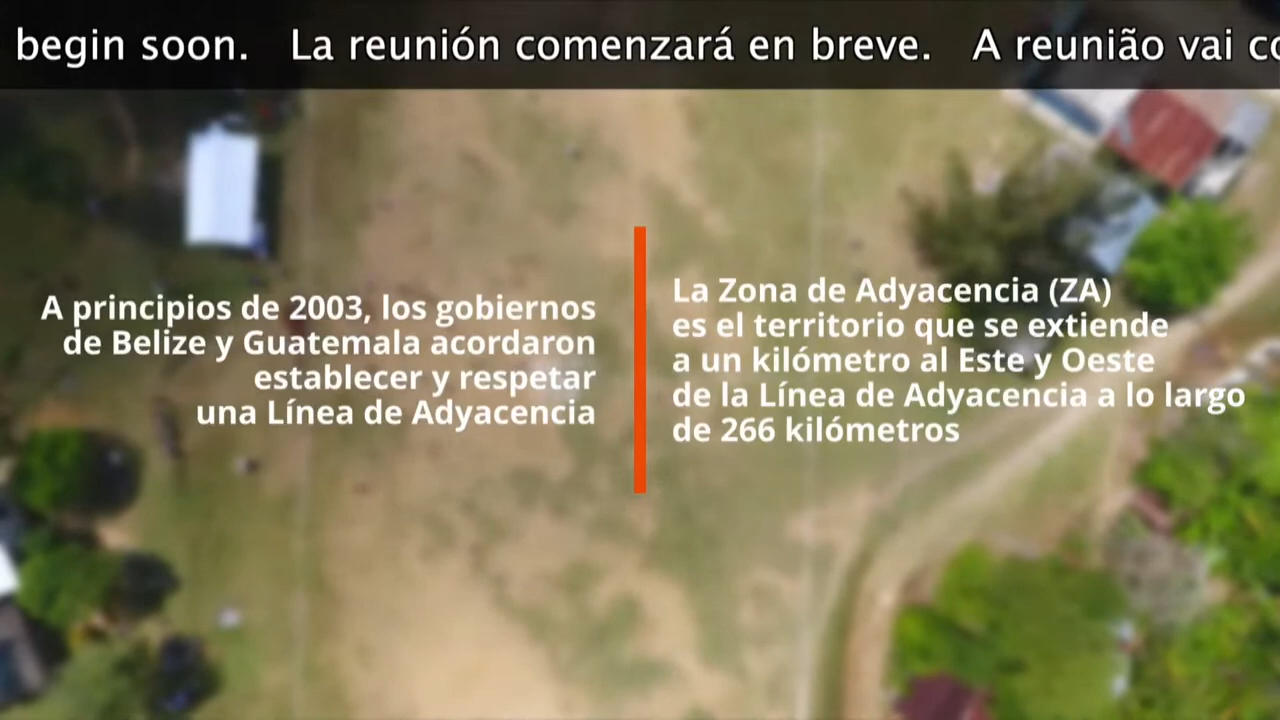 begin soon. La reunión comenzará en breve. A reunião vai
A principios de 2003, los gobiernos
de Belize y Guatemala acordaron
establecer y respetar
una Línea de Adyacencia
La Zona de Adyacencia (ZA)
es el territorio que se extiende
a un kilómetro al Este y Oeste
de la Línea de Adyacencia a lo largo
de 266 kilómetros